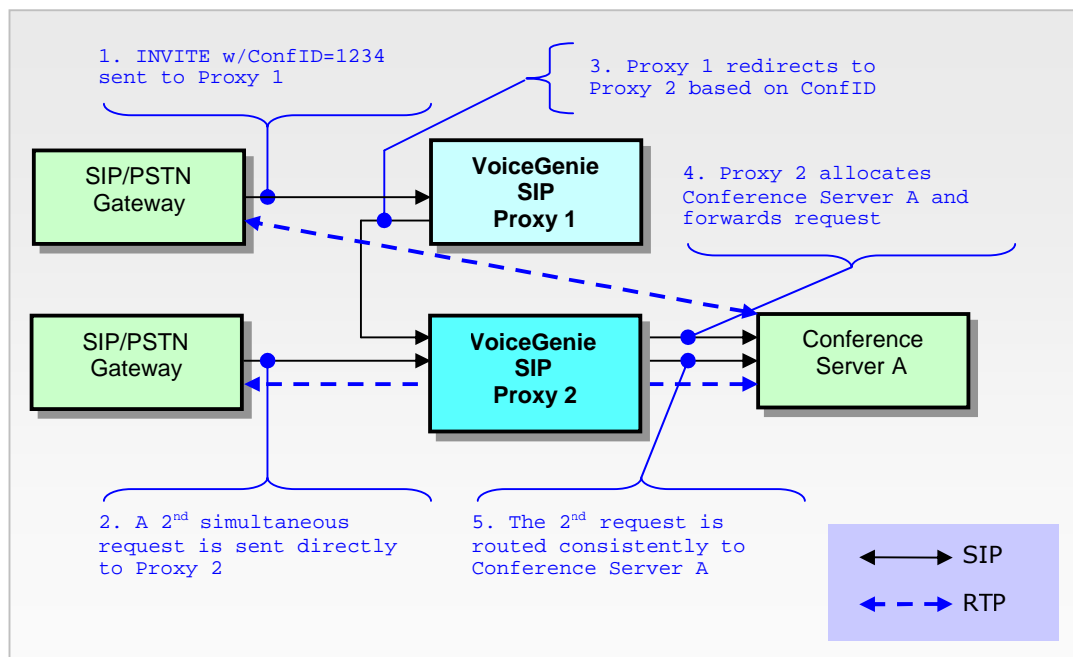 1. INVITE w/ConfID=1234
sent to Proxy 1
3. Proxy 1 redirects to
Proxy 2 based on ConfID
SIP/PSTN
Gateway
VoiceGenie
SIP
Proxy 1
4. Proxy 2 allocates
Conference Server A and
forwards request
SIP/PSTN
Gateway
VoiceGenie
SIP
Proxy 2
Conference
Server A
2. A 2nd simultaneous
request is sent directly
to Proxy 2
5. The 2nd request is
routed consistently to
Conference Server A
SIP
RTP